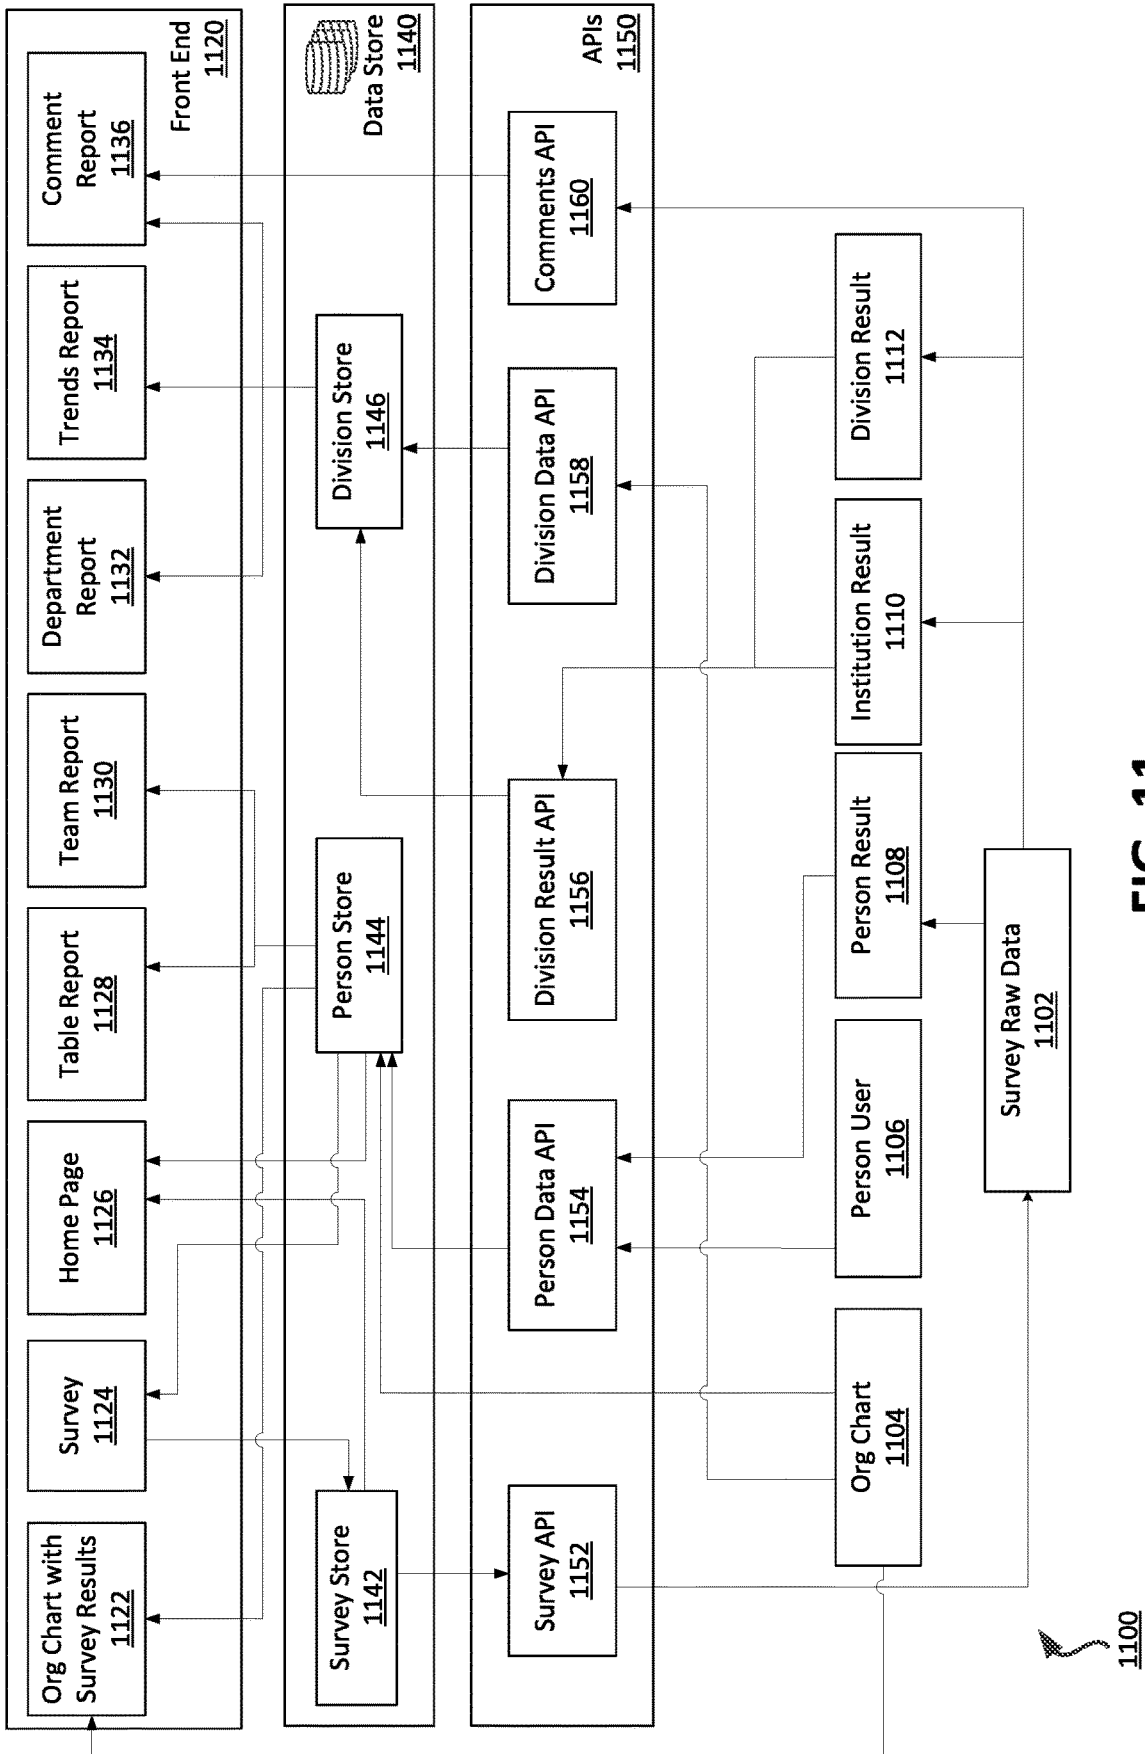 Org Chart with
Survey Results
1122
Survey
1124
Home Page
1126
Table Report
1128
Team Report
1130
Department
Report
1132
Trends Report
1134
Comment
Report
1136
Front End
1120
Survey Store
1142
Person Store
1144
Division Store
1146
Data Store
1140
Survey API
1152
Person Data API
1154
Division Result API
1156
Division Data API
1158
Comments API
1160
APIs
1150
Org Chart
1104
Person User
1106
Person Result
1108
Institution Result
1110
Division Result
1112
Survey Raw Data
1102
1100
FIG. 11